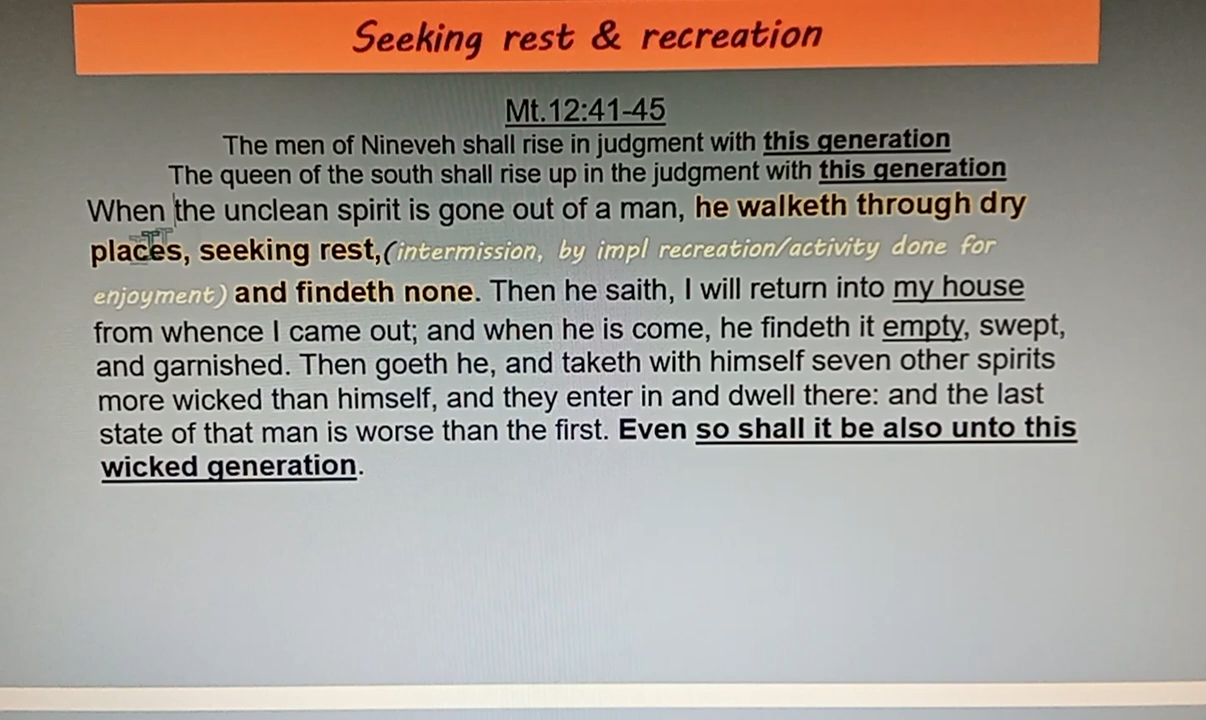 Seeking rest & recreation
Mt.12:41-45
The men of Nineveh shall rise in judgment with this generation
The queen of the south shall rise up in the judgment with this generation
When the unclean spirit is gone out of a man, he walketh through dry
places, seeking rest,(intermission, by impl recreation/activity done for
enjoyment) and findeth none. Then he saith, I will return into my house
from whence I came out; and when he is come, he findeth it empty, swept,
and garnished. Then goeth he, and taketh with himself seven other spirits
more wicked than himself, and they enter in and dwell there: and the last
state of that man is worse than the first. Even so shall it be also unto this
wicked generation.